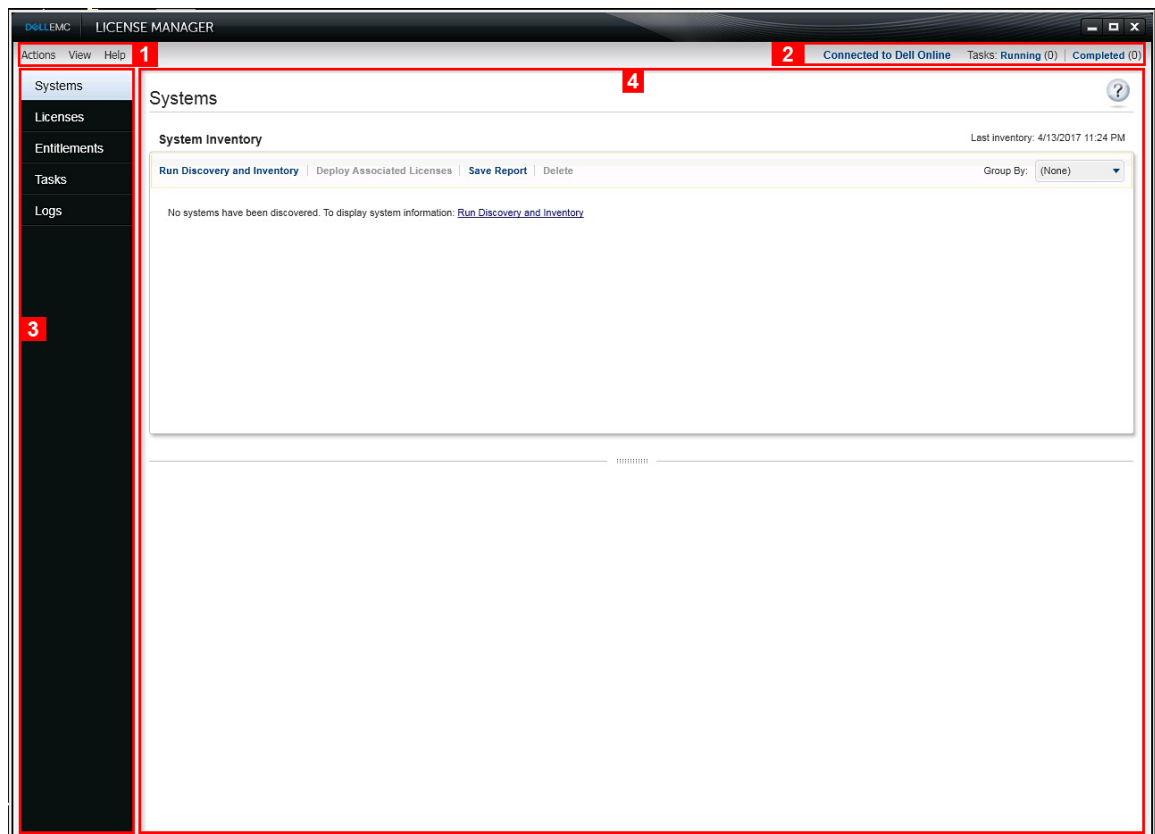 DELLEMC LICENSE MANAGER
Actions View Help 1 2 Connected to Dell Online Tasks: Running (0) Completed (0)
Systems
Licenses
Entitlements
Tasks
Logs
3
4
Systems
System Inventory Last inventory: 4/13/2017 11:24 PM
Run Discovery and Inventory Deploy Associated Licenses Save Report Delete Group By: (None)
No systems have been discovered. To display system information: Run Discovery and Inventory